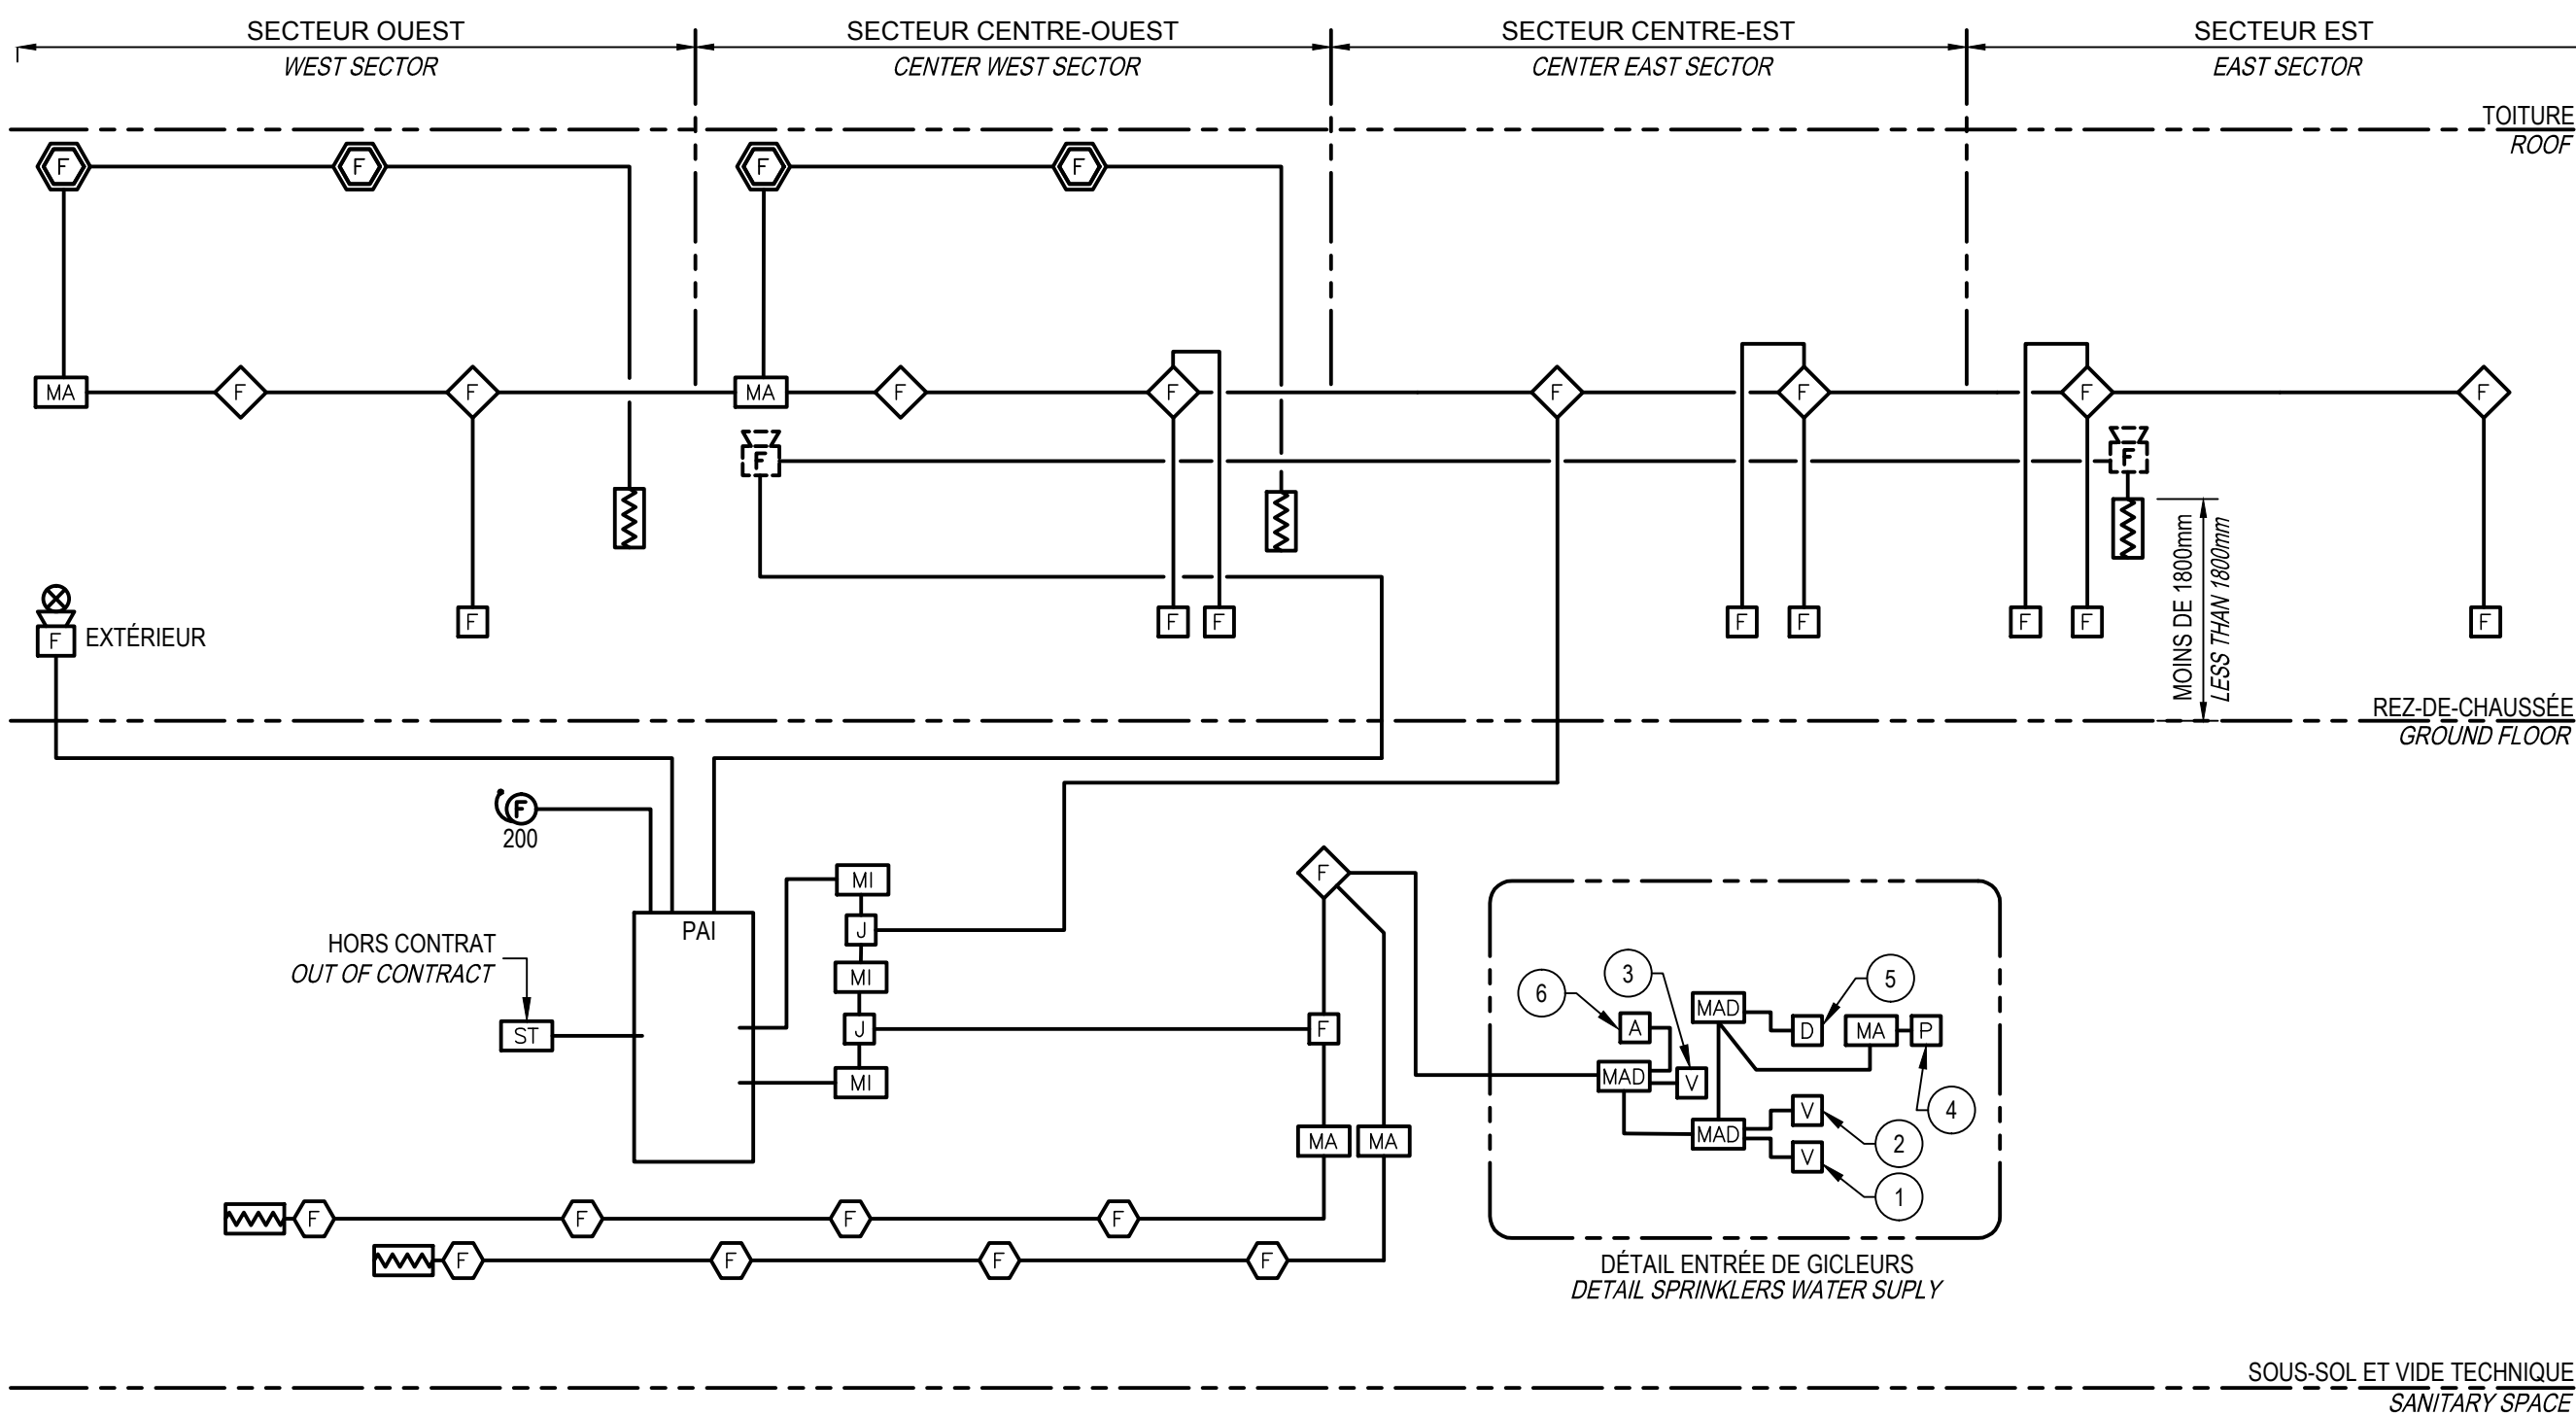 SECTEUR OUEST
WEST SECTOR
SECTEUR CENTRE-OUEST
CENTER WEST SECTOR
SECTEUR CENTRE-EST
CENTER EAST SECTOR
SECTEUR EST
EAST SECTOR
TOITURE
ROOF
F F F F
MA F F MA F F F F F F
F F
MOINS DE 1800mm
LESS THAN 1800mm
F F F F F F F F
F EXTÉRIEUR
REZ-DE-CHAUSSÉE
GROUND FLOOR
F
200
PAI
HORS CONTRAT
OUT OF CONTRACT
ST
MI
J
MI
J
MI
F
F
MA MA
F F F F
F F F F
6 3 5
A MAD D MA P
MAD V
4
MAD V 2
V 1
DÉTAIL ENTRÉE DE GICLEURS
DETAIL SPRINKLERS WATER SUPLY
SOUS-SOL ET VIDE TECHNIQUE
SANITARY SPACE